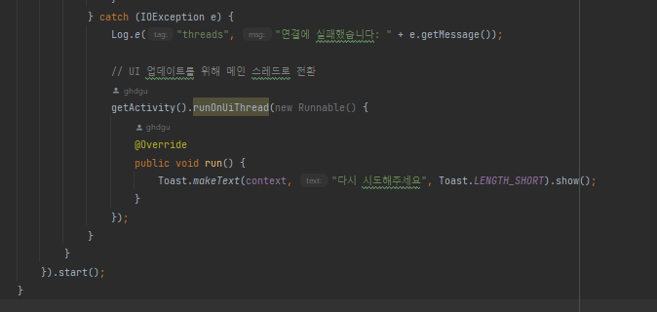 }
} catch (IOException e) {
Log.e( tag: "threads", msg: "연결에 실패했습니다: " + e.getMessage());
// UI 업데이트를 위해 메인 스레드로 전환
ghdgu
getActivity().runOnUiThread(new Runnable() {
ghdgu
@Override
public void run() {
Toast.makeText(context, text: "다시 시도해주세요", Toast.LENGTH_SHORT).show();
}
});
}
}
}).start();
}